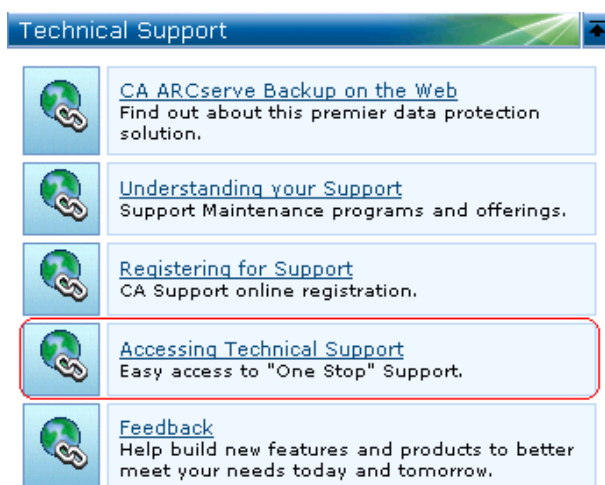 Technical Support
CA ARCserve Backup on the Web
Find out about this premier data protection
solution.
Understanding your Support
Support Maintenance programs and offerings.
Registering for Support
CA Support online registration.
Accessing Technical Support
Easy access to "One Stop" Support.
Feedback
Help build new features and products to better
meet your needs today and tomorrow.